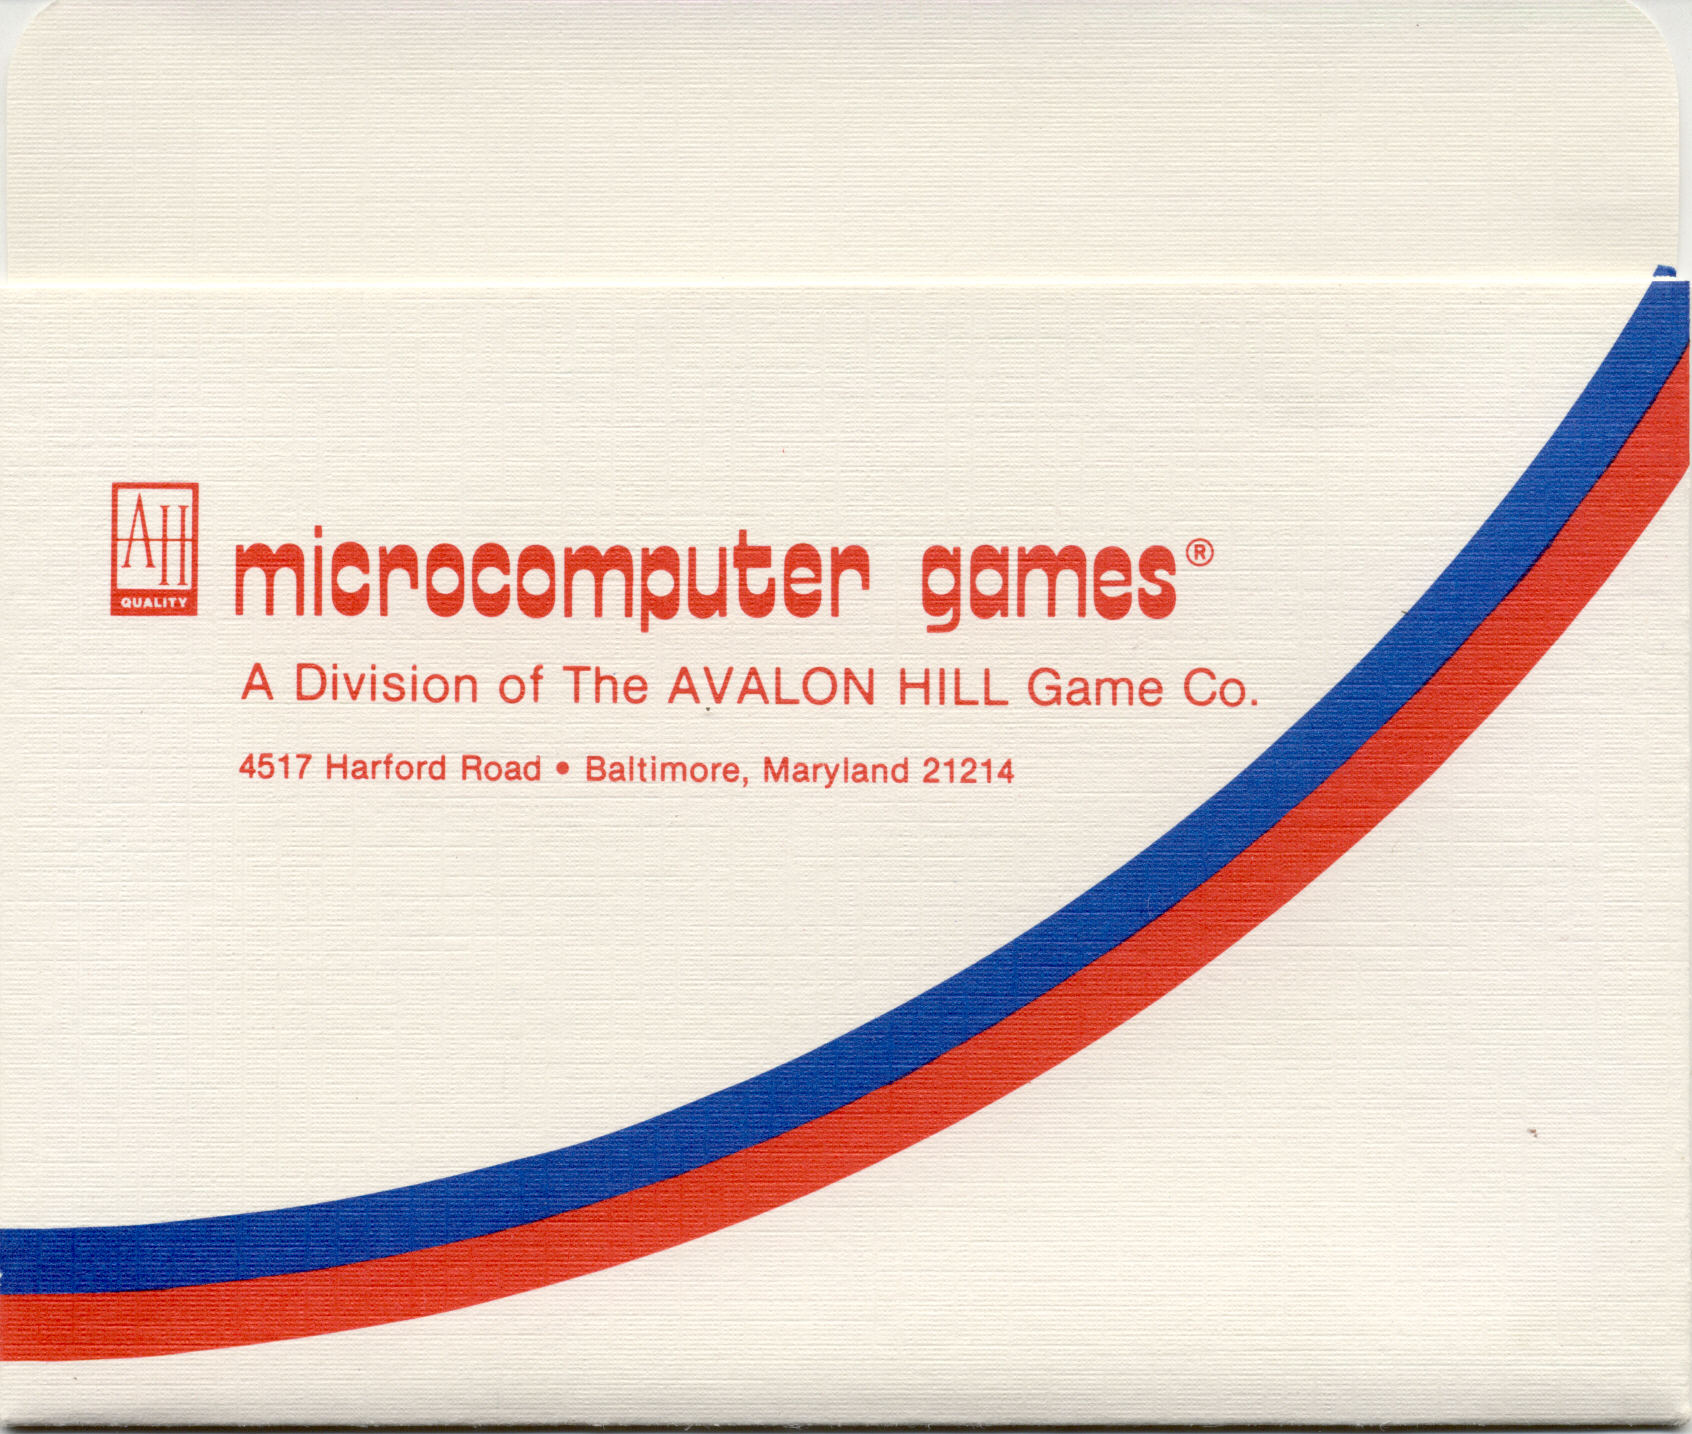 AH
QUALITY
microcomputer games®
A Division of The AVALON HILL Game Co.
4517 Harford Road • Baltimore, Maryland 21214